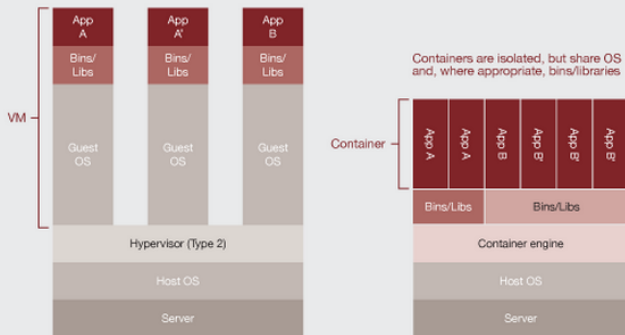 App
A
App
A'
App
B
Bins/
Libs
Bins/
Libs
Bins/
Libs
VM
Guest
OS
Guest
OS
Guest
OS
Hypervisor (Type 2)
Host OS
Server
Containers are isolated, but share OS
and, where appropriate, bins/libraries
Container
App A
App A
App B
App B'
App B'
App B'
Bins/Libs
Bins/Libs
Container engine
Host OS
Server